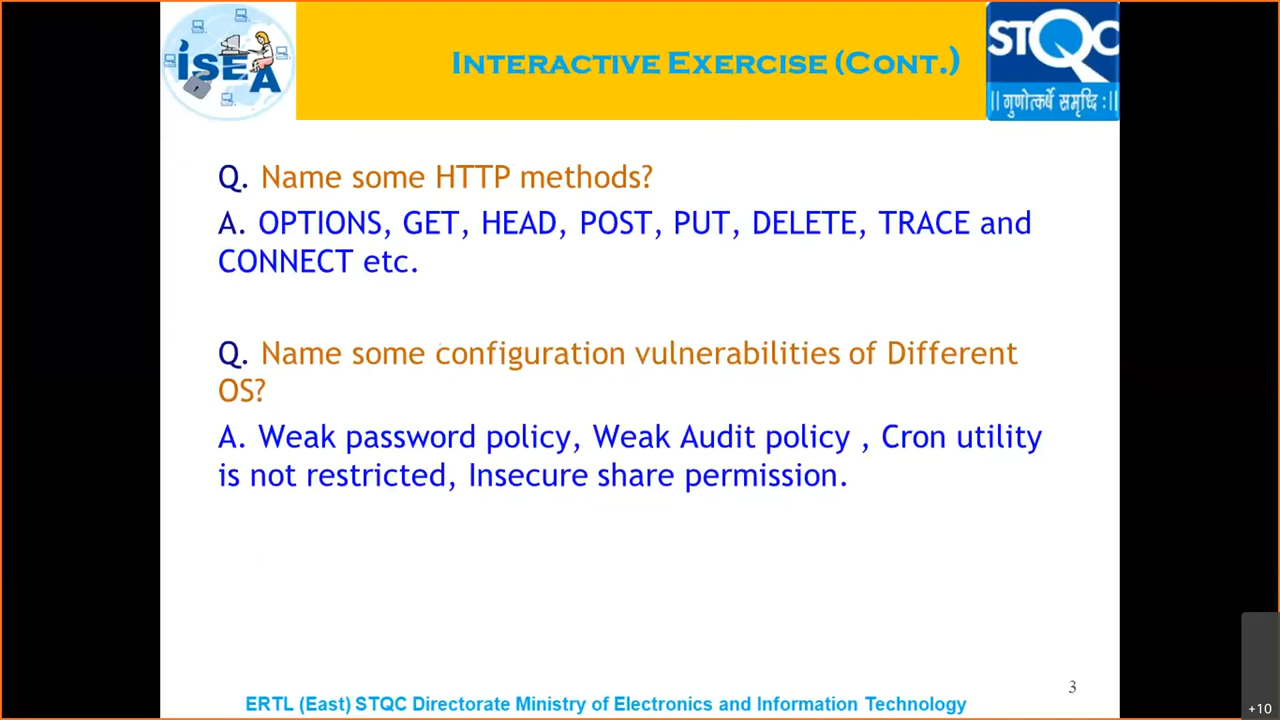 iSEA
INTERACTIVE EXERCISE (CONT.)
STQC
||गुणोत्कर्षे समृध्दि:||
Q. Name some HTTP methods?
A. OPTIONS, GET, HEAD, POST, PUT, DELETE, TRACE and
CONNECT etc.
Q. Name some configuration vulnerabilities of Different
OS?
A. Weak password policy, Weak Audit policy , Cron utility
is not restricted, Insecure share permission.
3
ERTL (East) STQC Directorate Ministry of Electronics and Information Technology
+10